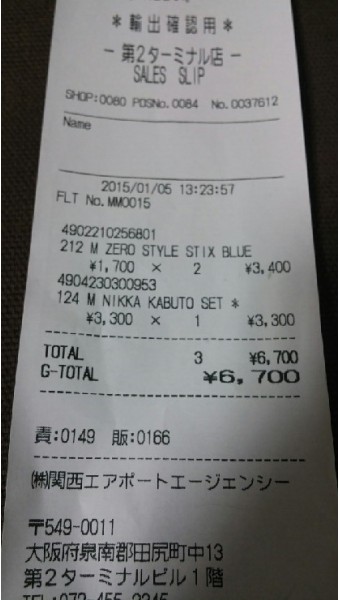 ＊輸出確認用＊
－ 第２ターミナル店 －
SALES SLIP
SHOP:0080 POSNo.0084 No.0037612
Name
2015/01/05 13:23:57
FLT No.MM0015
4902210256801
212 M ZERO STYLE STIX BLUE
¥1,700 × 2 ¥3,400
4904230300953
124 M NIKKA KABUTO SET *
¥3,300 × 1 ¥3,300
TOTAL 3 ¥6,700
G-TOTAL ¥6,700
責:0149 販:0166
㈱関西エアポートエージェンシー
〒549-0011
大阪府泉南郡田尻町中13
第２ターミナルビル１階
TEL:072-455-2245